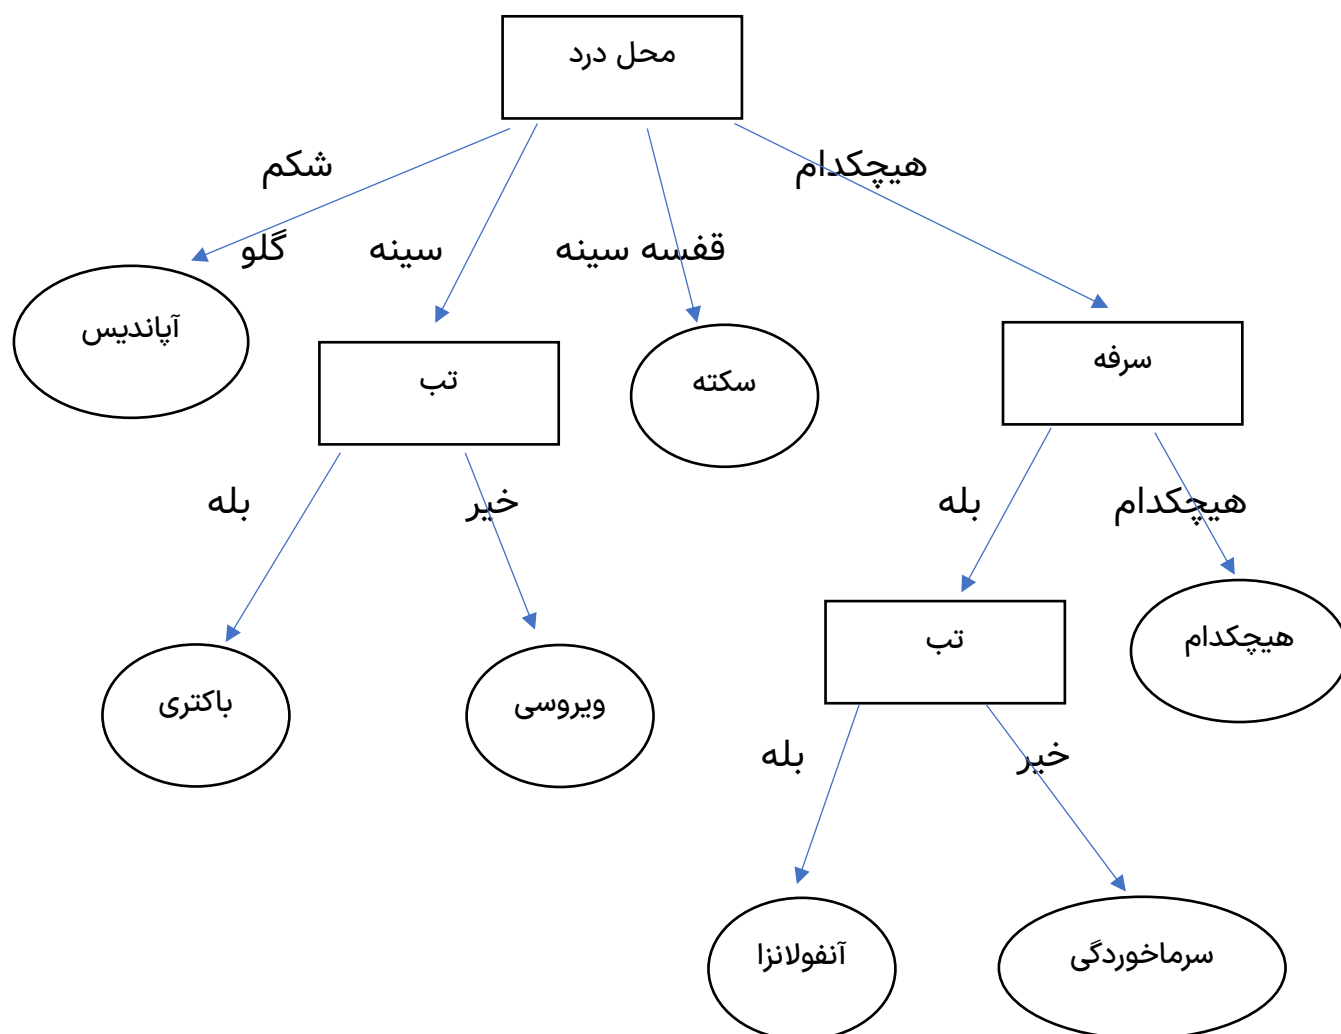 محل درد
شکم
هیچکدام
گلو
سینه
قفسه سینه
آپاندیس
تب
سکته
سرفه
بله
خیر
بله
هیچکدام
باکتری
ویروسی
تب
هیچکدام
بله
خیر
آنفولانزا
سرماخوردگی